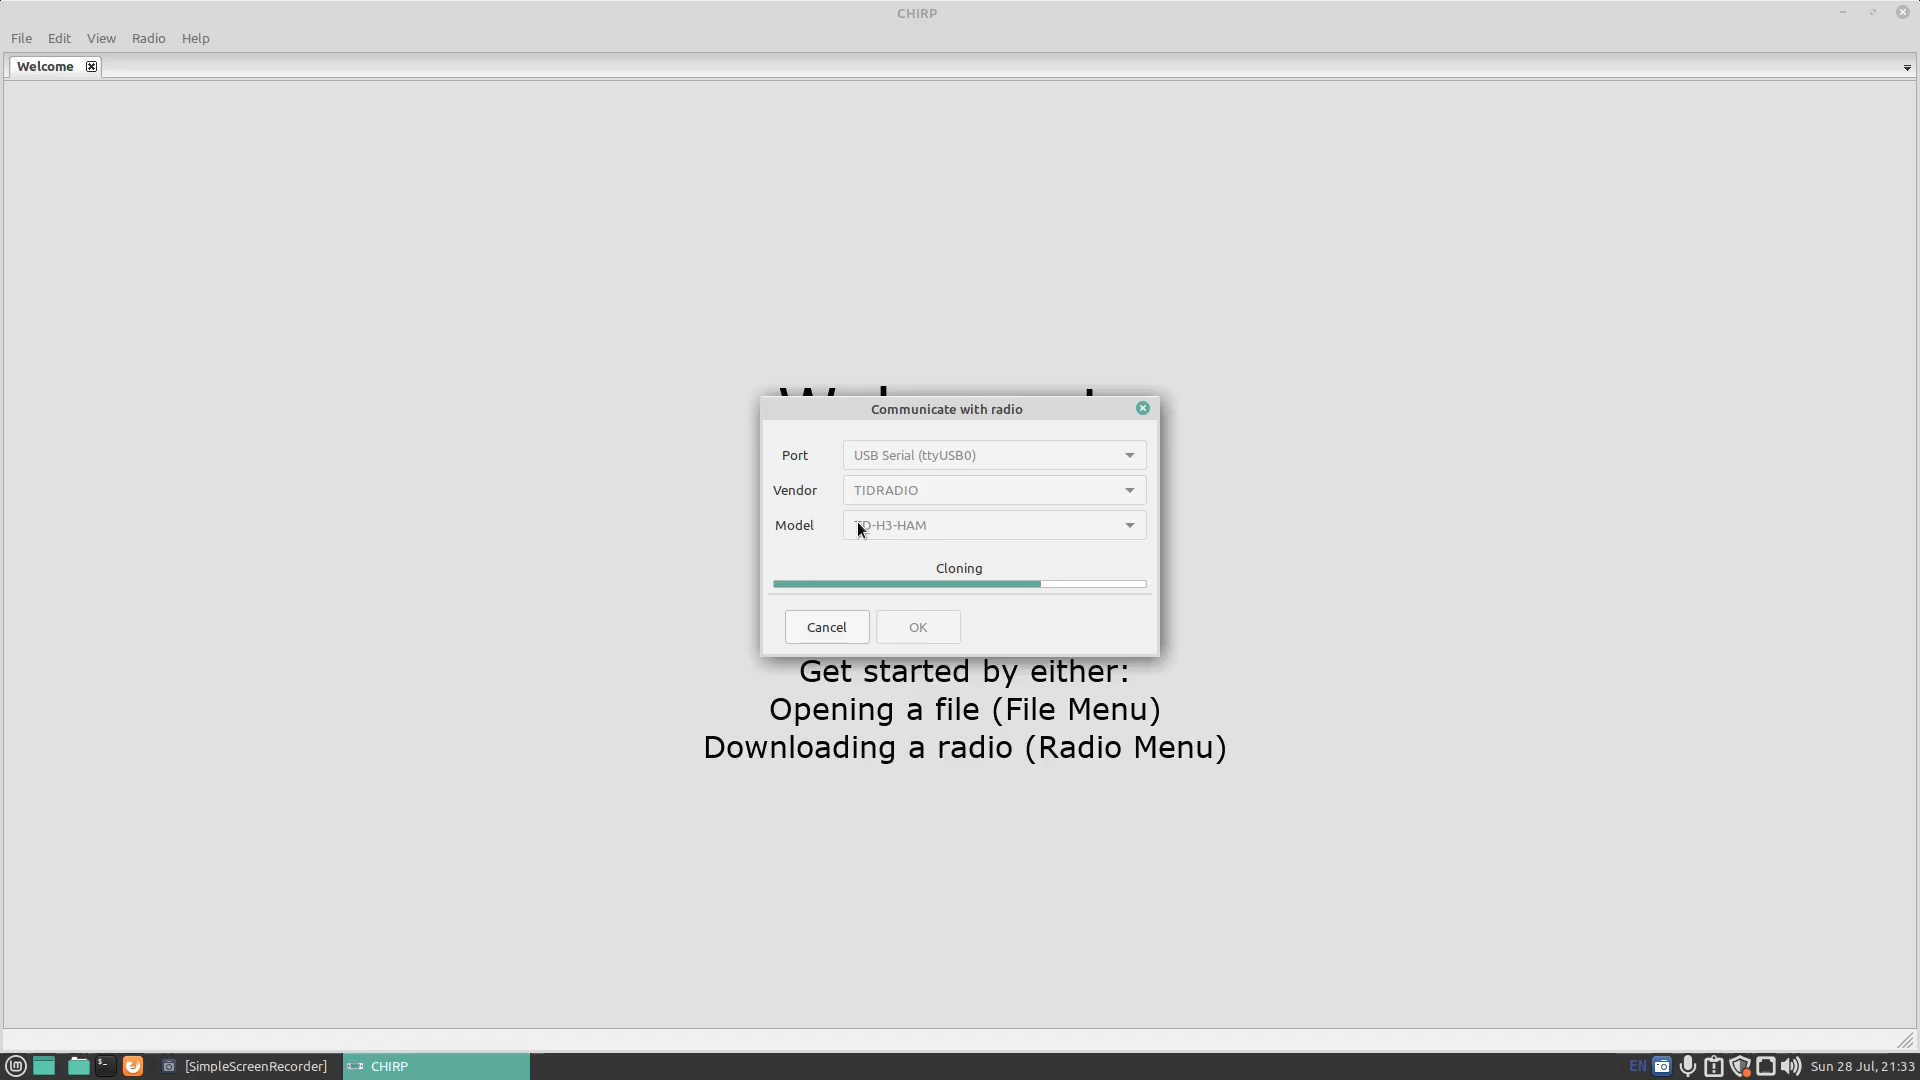 CHIRP
File Edit View Radio Help
Welcome
Communicate with radio
Port USB Serial (ttyUSB0)
Vendor TIDRADIO
Model TD-H3-HAM
Cloning
Cancel OK
Get started by either:
Opening a file (File Menu)
Downloading a radio (Radio Menu)
[SimpleScreenRecorder] CHIRP EN Sun 28 Jul, 21:33